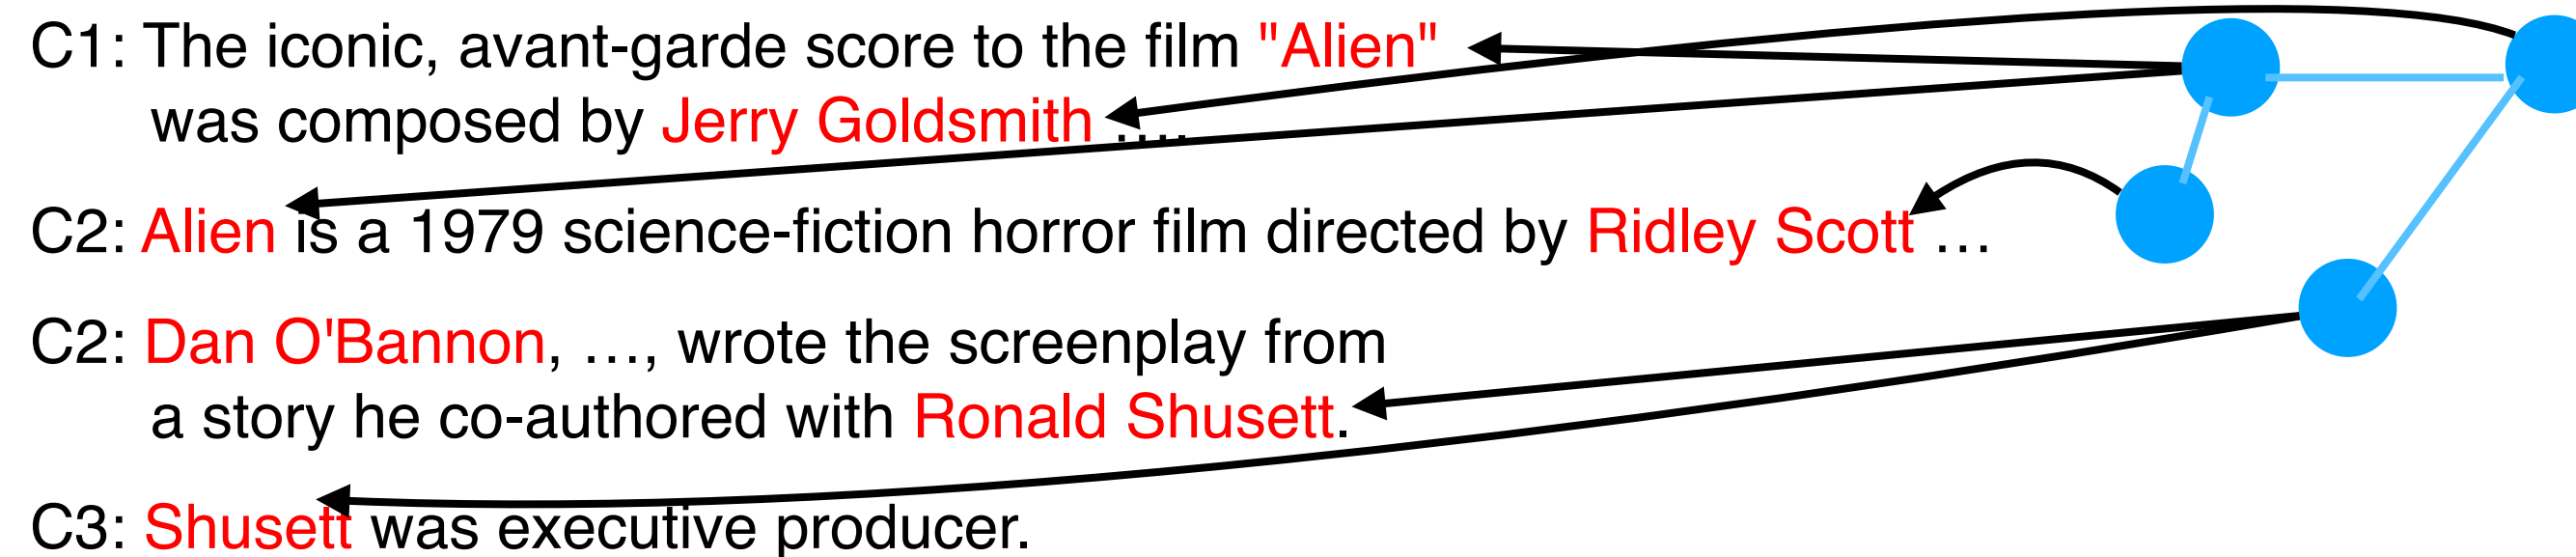 C1: The iconic, avant-garde score to the film "Alien"
was composed by Jerry Goldsmith ....
C2: Alien is a 1979 science-fiction horror film directed by Ridley Scott …
C2: Dan O'Bannon, …, wrote the screenplay from
a story he co-authored with Ronald Shusett.
C3: Shusett was executive producer.